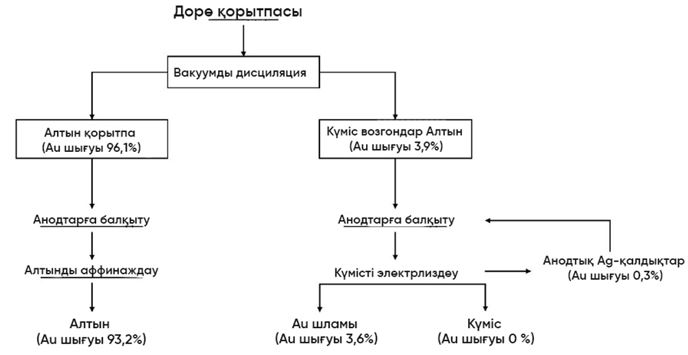 Доре қорытпасы
Вакуумды дисциляция
Алтын қорытпа
(Au шығуы 96,1%)
Күміс возгондар Алтын
(Au шығуы 3,9%)
Анодтарға балқыту
Анодтарға балқыту
Алтынды аффинаждау
Күмісті электрлиздеу
Анодтық Ag-қалдықтар
(Au шығуы 0,3%)
Алтын
(Au шығуы 93,2%)
Au шламы
(Au шығуы 3,6%)
Күміс
(Au шығуы 0 %)